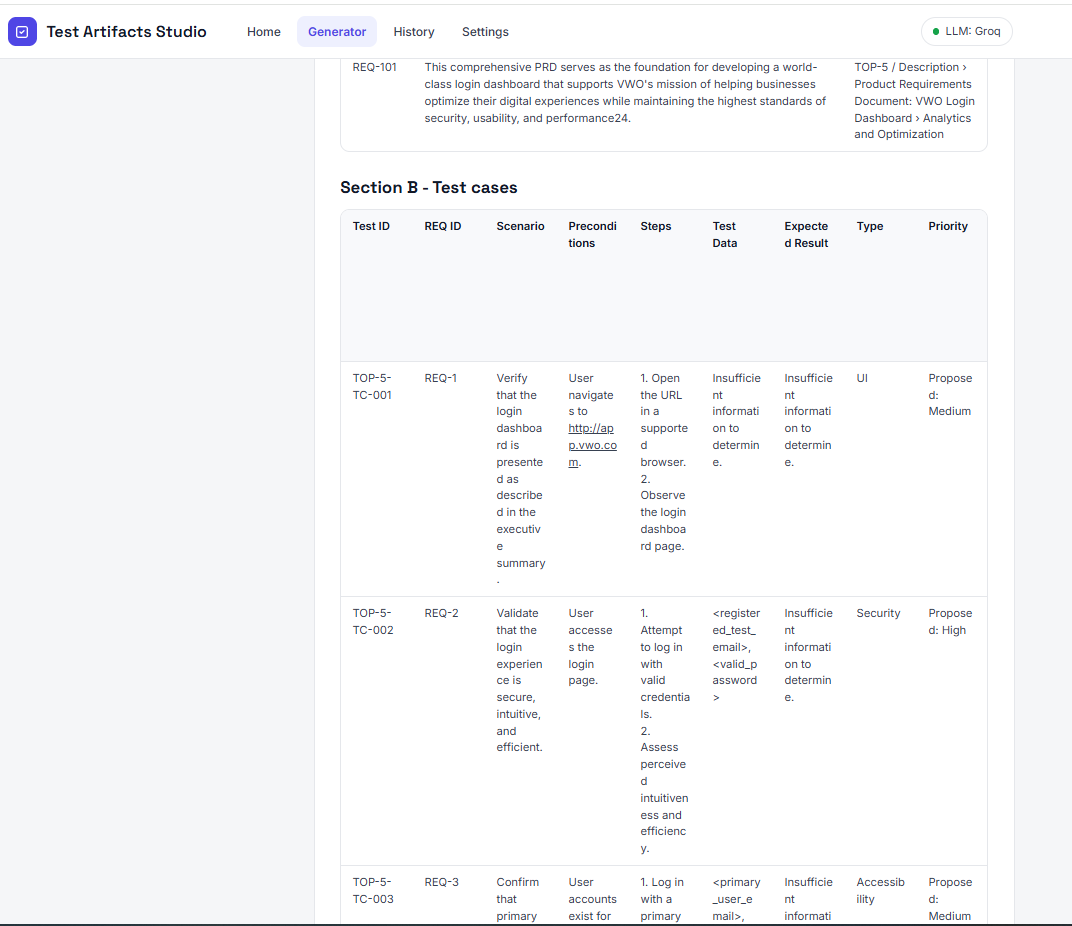 Test Artifacts Studio
Home
Generator
History
Settings
LLM: Groq
REQ-101
This comprehensive PRD serves as the foundation for developing a world-
class login dashboard that supports VWO's mission of helping businesses
optimize their digital experiences while maintaining the highest standards of
security, usability, and performance24.
TOP-5 / Description ›
Product Requirements
Document: VWO Login
Dashboard › Analytics
and Optimization
Section B - Test cases
Test ID
REQ ID
Scenario
Precondi
tions
Steps
Test
Data
Expecte
d Result
Type
Priority
TOP-5-
TC-001
REQ-1
Verify
that the
login
dashboa
rd is
presente
d as
describe
d in the
executiv
e
summary
.
User
navigate
s to
http://ap
p.vwo.co
m.
1. Open
the URL
in a
supporte
d
browser.
2.
Observe
the login
dashboa
rd page.
Insufficie
nt
informati
on to
determin
e.
Insufficie
nt
informati
on to
determin
e.
UI
Propose
d:
Medium
TOP-5-
TC-002
REQ-2
Validate
that the
login
experien
ce is
secure,
intuitive,
and
efficient.
User
accesse
s the
login
page.
1.
Attempt
to log in
with
valid
credentia
ls.
2.
Assess
perceive
d
intuitiven
ess and
efficienc
y.
<register
ed_test_
email>,
<valid_p
assword
>
Insufficie
nt
informati
on to
determin
e.
Security
Propose
d: High
TOP-5-
TC-003
REQ-3
Confirm
that
primary
User
accounts
exist for
1. Log in
with a
primary
<primary
_user_e
mail>,
Insufficie
nt
informati
Accessib
ility
Propose
d:
Medium